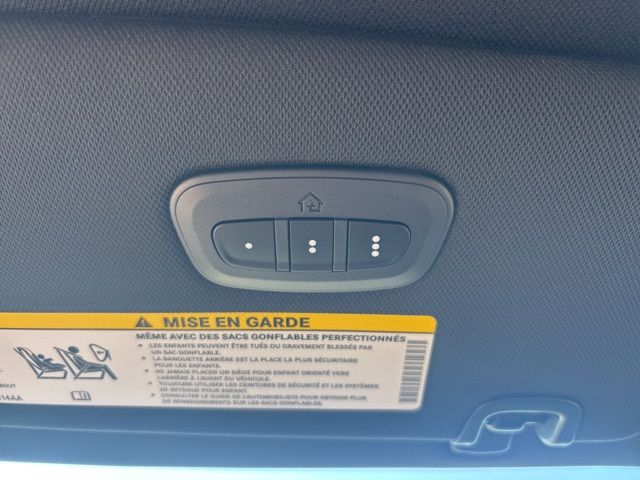 MISE EN GARDE
MÊME AVEC DES SACS GONFLABLES PERFECTIONNÉS
• LES ENFANTS PEUVENT ÊTRE TUÉS OU GRAVEMENT BLESSÉS PAR
UN SAC GONFLABLE.
• LA BANQUETTE ARRIÈRE EST LA PLACE LA PLUS SÉCURITAIRE
POUR LES ENFANTS.
• NE JAMAIS PLACER UN SIÈGE POUR ENFANT ORIENTÉ VERS
L'ARRIÈRE À L'AVANT DU VÉHICULE.
• TOUJOURS UTILISER LES CEINTURES DE SÉCURITÉ ET LES SYSTÈMES
DE RETENUE POUR ENFANT.
• CONSULTER LE GUIDE DE L'AUTOMOBILISTE POUR OBTENIR PLUS
DE RENSEIGNEMENTS SUR LES SACS GONFLABLES.
BOUT
14AA